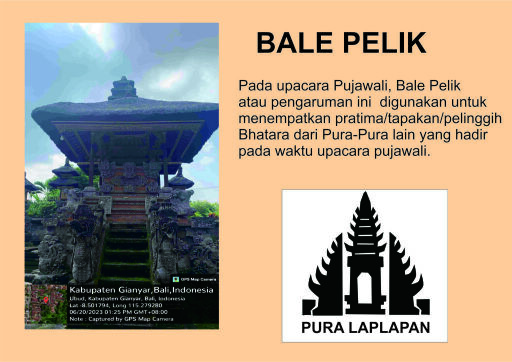 BALE PELIK
Pada upacara Pujawali, Bale Pelik
atau pengaruman ini digunakan untuk
menempatkan pratima/tapakan/pelinggih
Bhatara dari Pura-Pura lain yang hadir
pada waktu upacara pujawali.
GPS Map Camera
Kabupaten Gianyar,Bali,Indonesia
Ubud, Kabupaten Gianyar, Bali, Indonesia
Lat -8.501794, Long 115.279280
06/20/2023 01:25 PM GMT+08:00
Note : Captured by GPS Map Camera
PURA LAPLAPAN